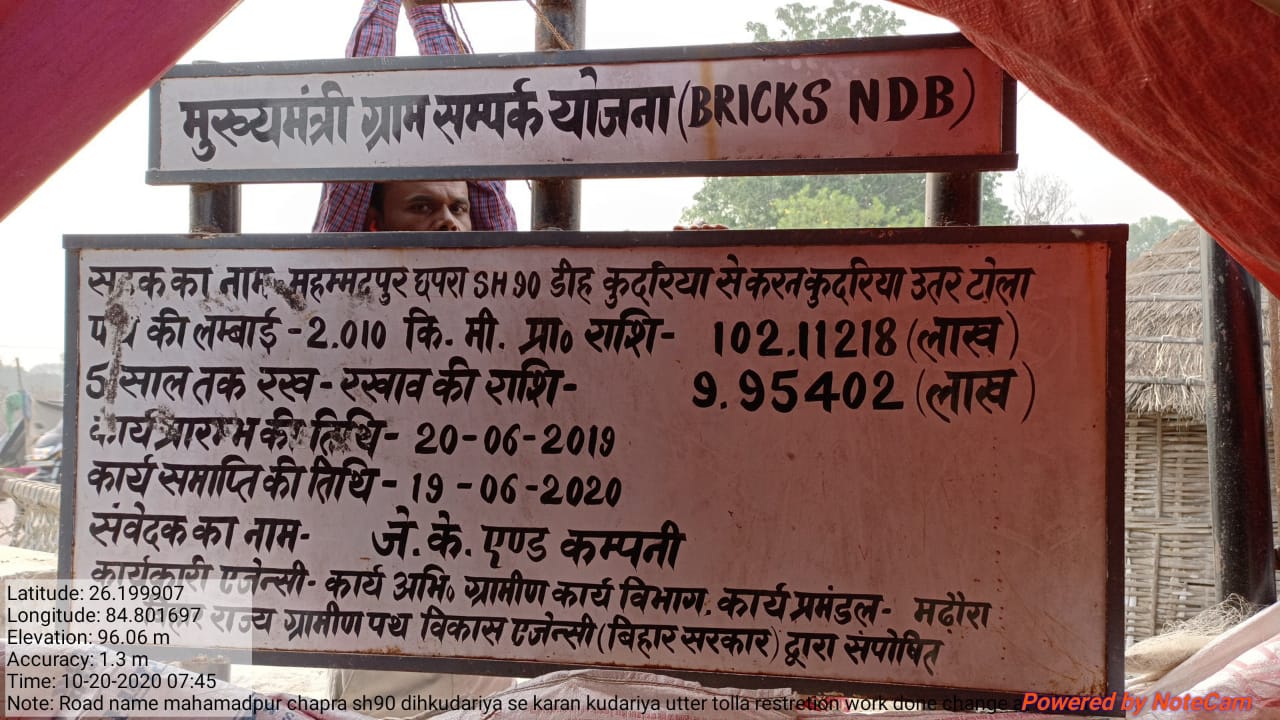 मुख्यमंत्री ग्राम सम्पर्क योजना (BRICKS NDB)
सड़क का नाम- महम्मदपुर छपरा SH 90 डीह कुदरिया से करन कुदरिया उतर टोला
पथ की लम्बाई - 2.010 कि. मी. प्रा० राशि- 102.11218 (लाख)
5 साल तक रख - रखाव की राशि- 9.95402 (लाख)
कार्य प्रारम्भ की तिथि- 20-06-2019
कार्य समाप्ति की तिथि - 19 -06-2020
संवेदक का नाम- जे. के. एण्ड कम्पनी
कार्यकारी एजेन्सी- कार्य अभि० ग्रामीण कार्य विभाग, कार्य प्रमंडल- मढ़ौरा
राज्य ग्रामीण पथ विकास एजेन्सी (बिहार सरकार) द्वारा संपोषित
Latitude: 26.199907
Longitude: 84.801697
Elevation: 96.06 m
Accuracy: 1.3 m
Time: 10-20-2020 07:45
Note: Road name mahamadpur chapra sh90dihkudariya se karan kudariya utter tolla restretion work done change
Powered by NoteCam